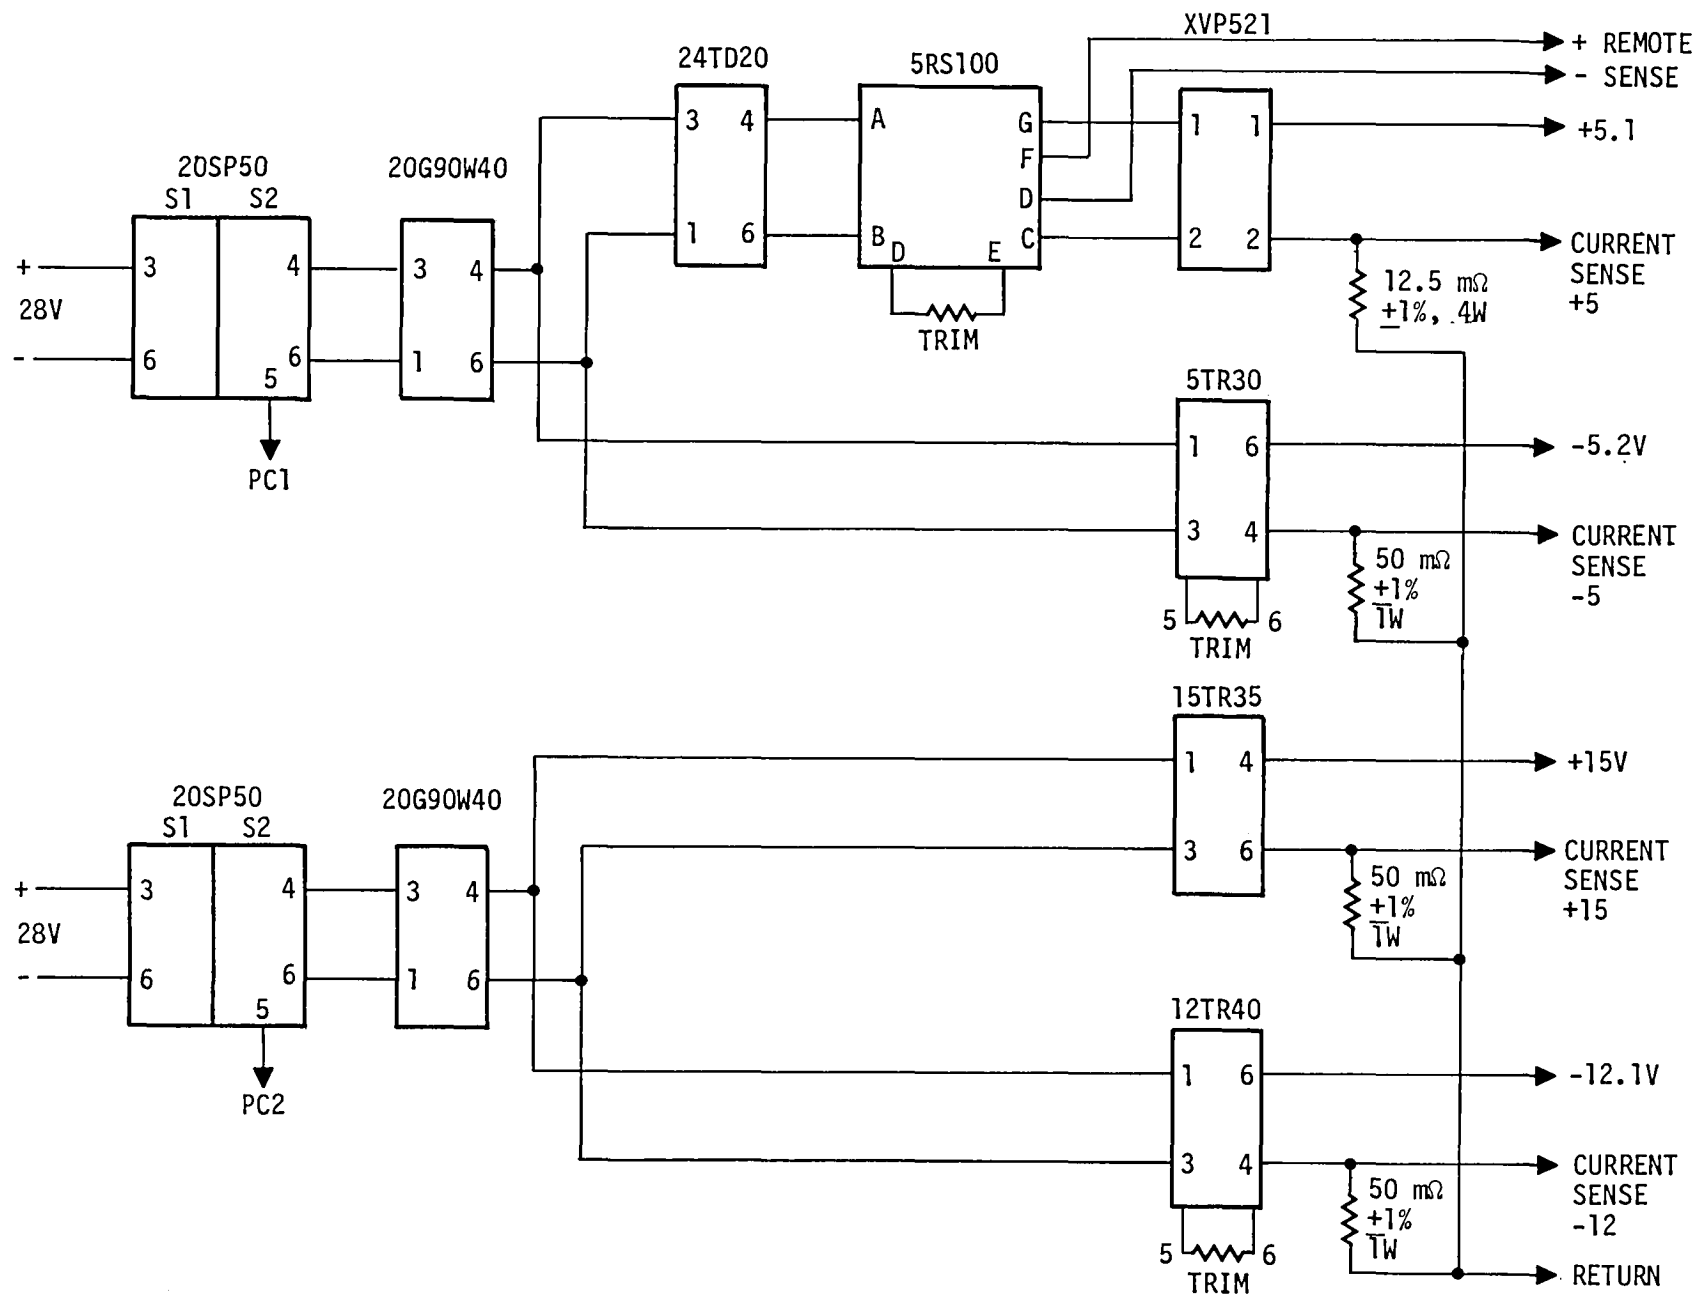 XVP521
+ REMOTE
- SENSE
24TD20
5RS100
3 4
A G
1 1
+5.1
F
D
20SP50
S1 S2
20G90W40
1 6
B D E C
2 2
CURRENT
SENSE
+5
+
28V
-
3 4
6 6
5
3 4
1 6
TRIM
12.5 mΩ
±1%, .4W
PC1
5TR30
1 6
-5.2V
3 4
CURRENT
SENSE
-5
50 mΩ
±1%
1W
5 6
TRIM
15TR35
1 4
+15V
20SP50
S1 S2
20G90W40
3 6
CURRENT
SENSE
+15
50 mΩ
±1%
1W
+
28V
-
3 4
6 6
5
3 4
1 6
PC2
12TR40
1 6
-12.1V
3 4
CURRENT
SENSE
-12
50 mΩ
±1%
1W
5 6
TRIM
RETURN